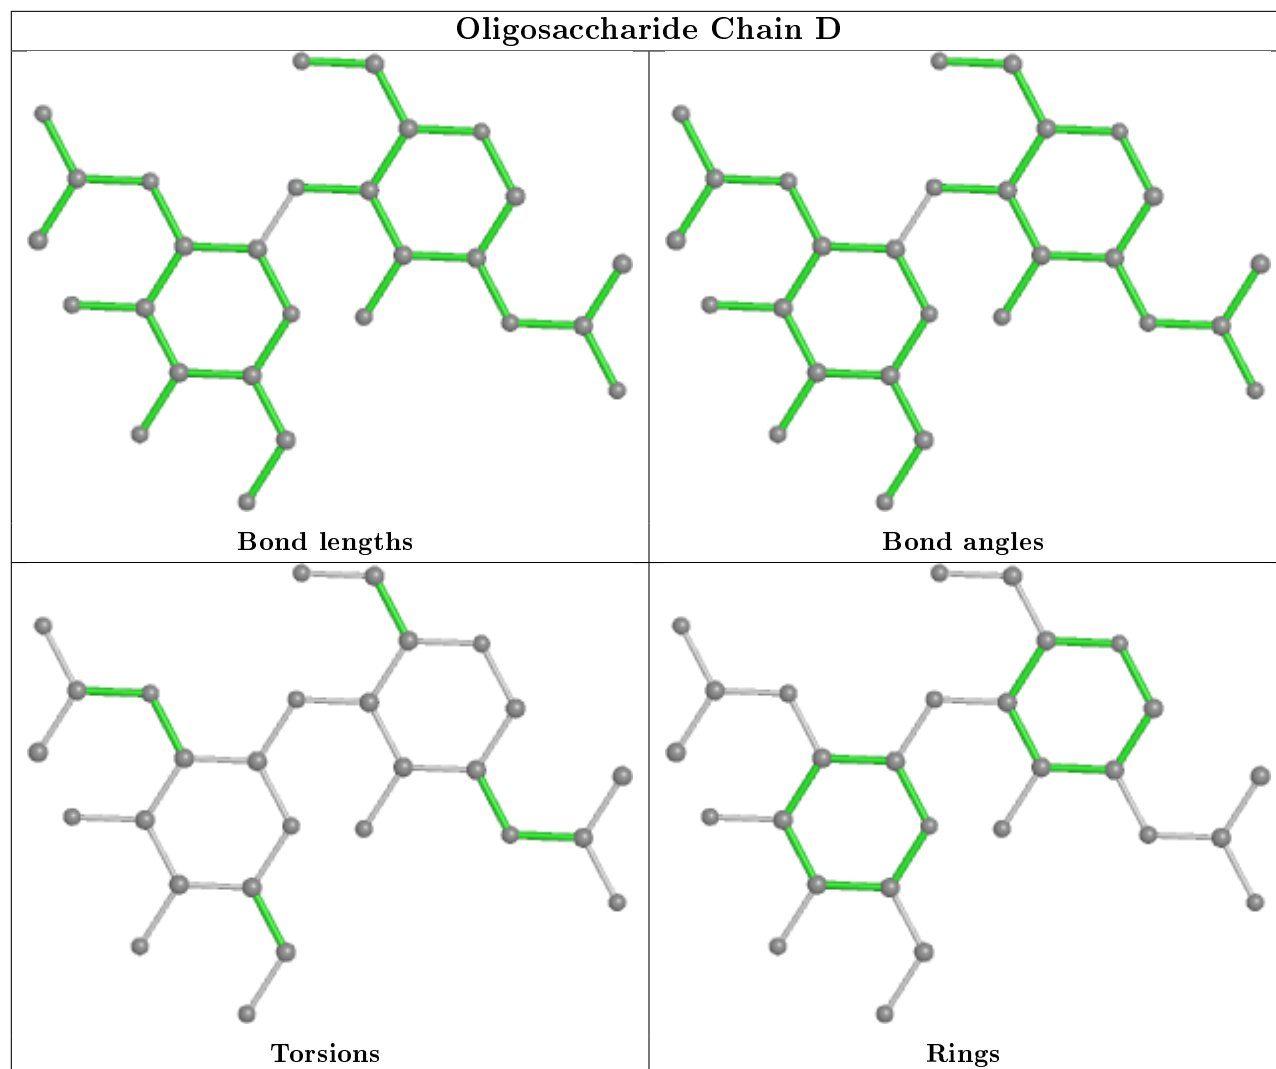 Oligosaccharide Chain D
Bond lengths
Bond angles
Torsions
Rings